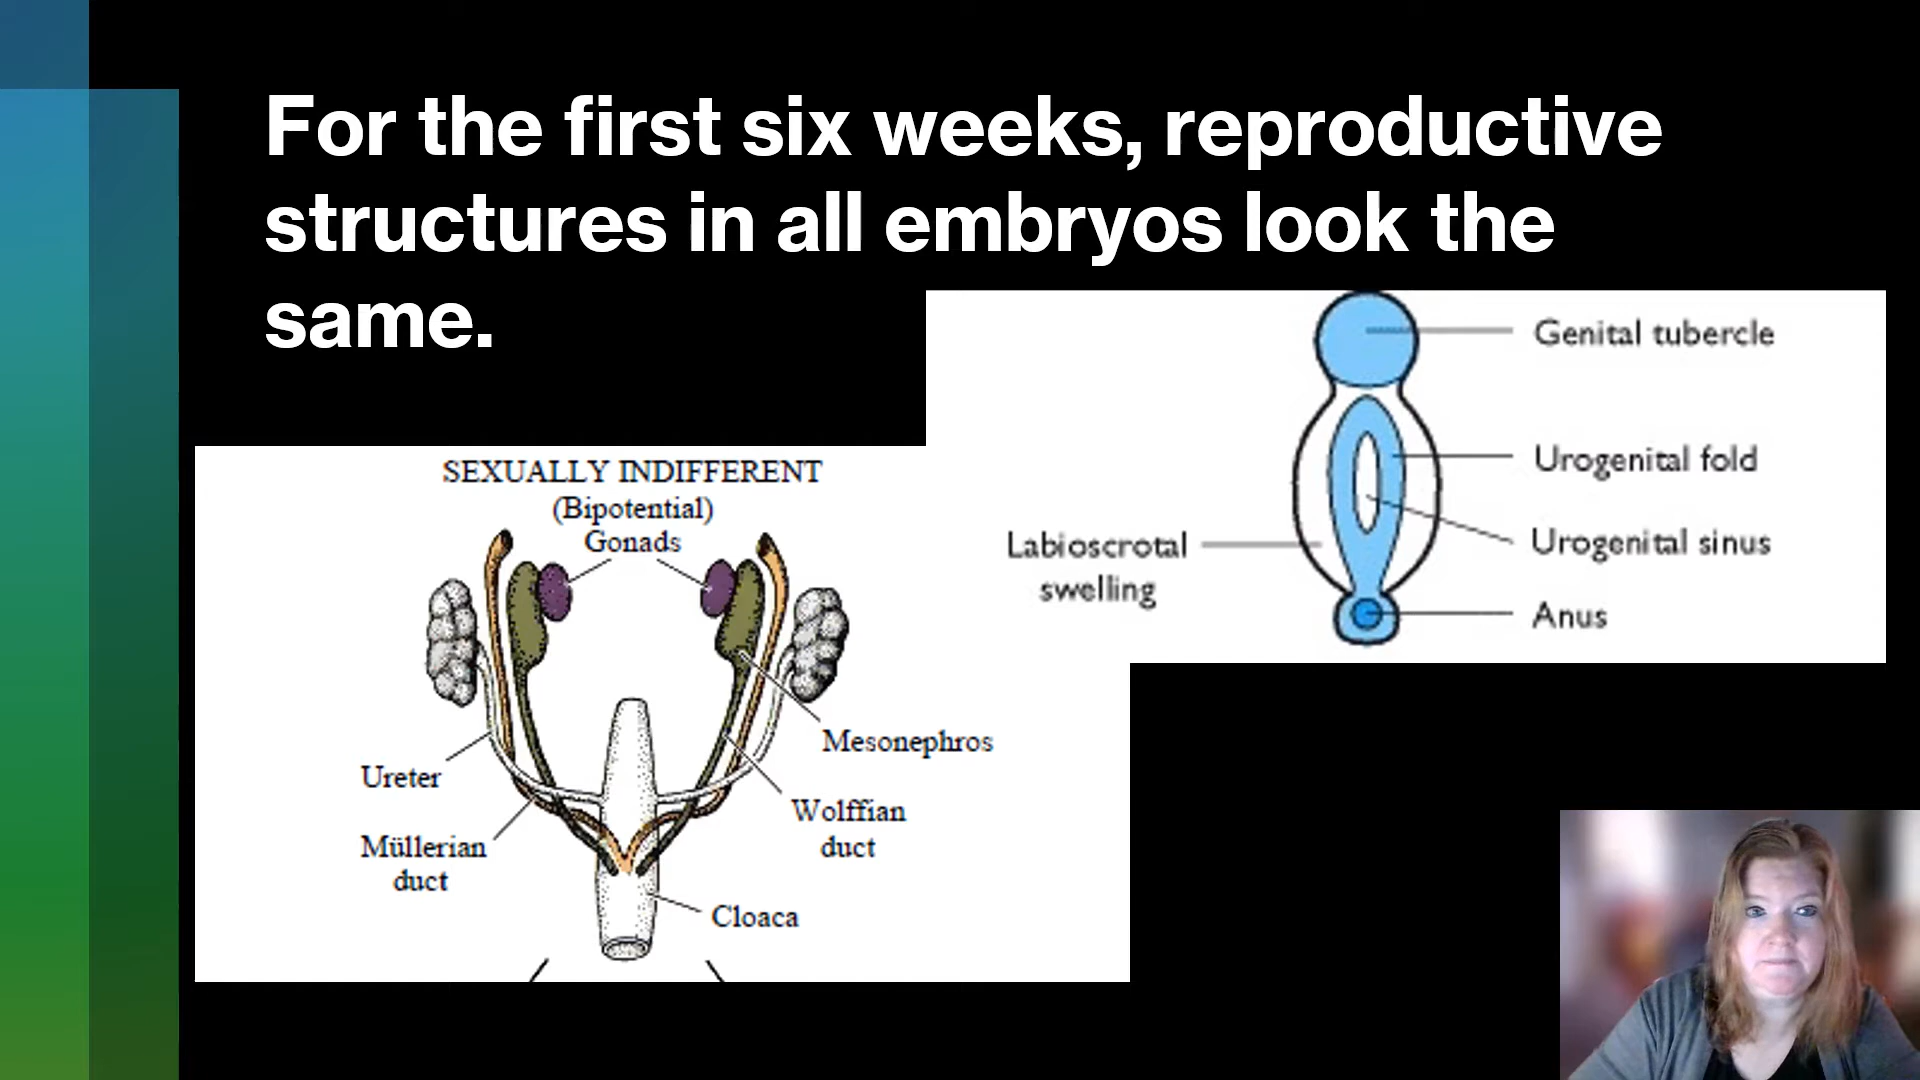 For the first six weeks, reproductive
structures in all embryos look the
same.
Genital tubercle
Urogenital fold
Urogenital sinus
Labioscrotal
swelling
Anus
SEXUALLY INDIFFERENT
(Bipotential)
Gonads
Mesonephros
Ureter
Wolffian
duct
Müllerian
duct
Cloaca